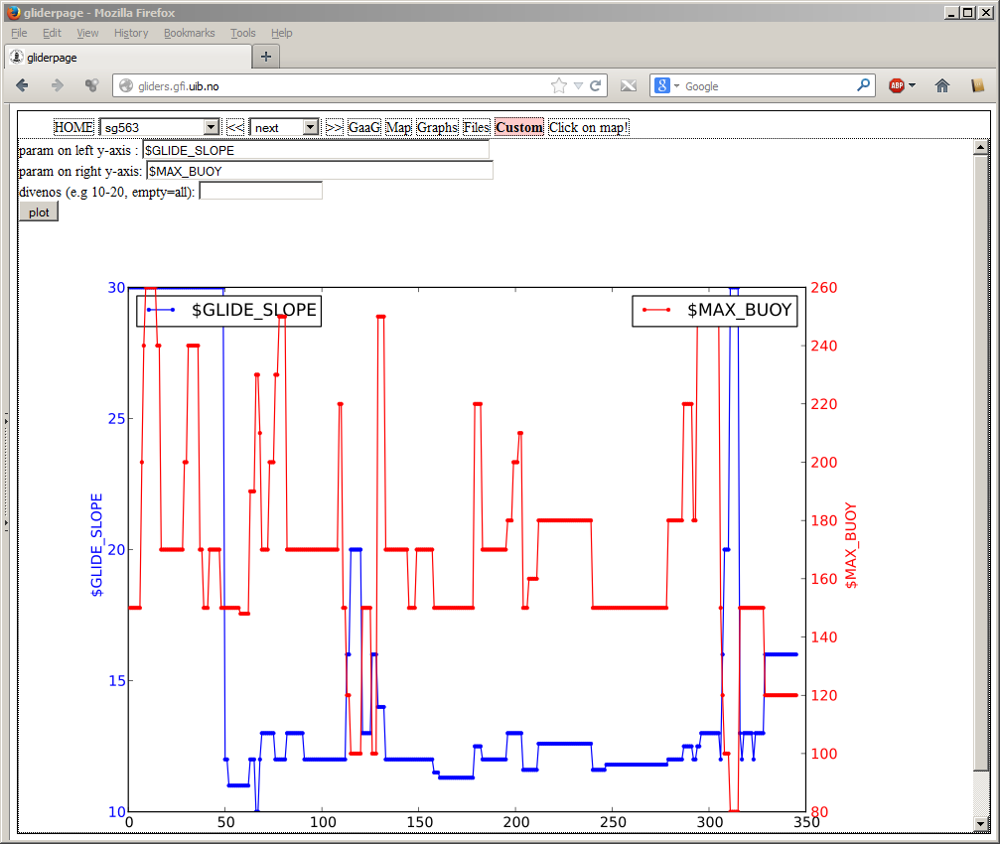 gliderpage - Mozilla Firefox
File Edit View History Bookmarks Tools Help
gliderpage
gliders.gfi.uib.no
8 Google
ABP
HOME sg563 << next >> GaaG Map Graphs Files Custom Click on map!
param on left y-axis : $GLIDE_SLOPE
param on right y-axis: $MAX_BUOY
divenos (e.g 10-20, empty=all):
plot
$GLIDE_SLOPE
$MAX_BUOY
30
25
20
15
10
$GLIDE_SLOPE
260
240
220
200
180
160
140
120
100
80
$MAX_BUOY
0 50 100 150 200 250 300 350